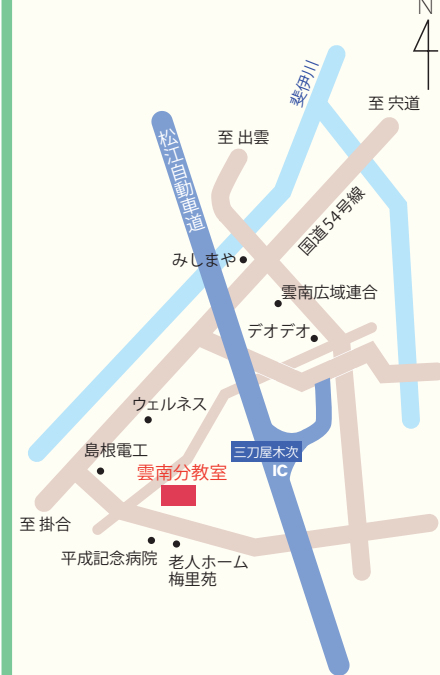 N
斐伊川
至 宍道
至 出雲
松江自動車道
国道54号線
みしまや
雲南広域連合
デオデオ
ウェルネス
島根電工
三刀屋木次
IC
雲南分教室
至 掛合
平成記念病院
老人ホーム
梅里苑